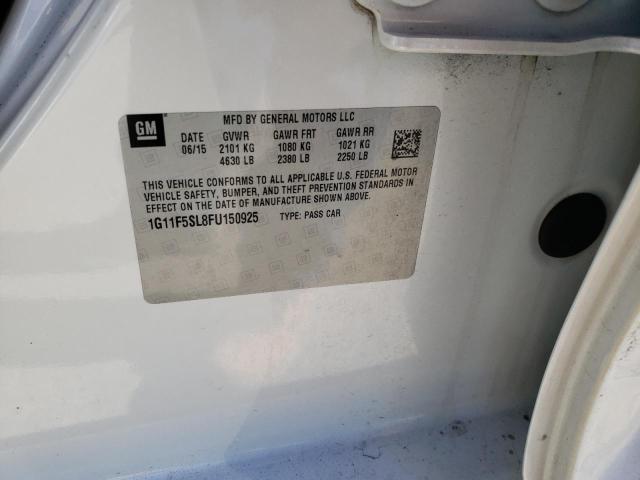 MFD BY GENERAL MOTORS LLC
GM DATE GVWR GAWR FRT GAWR RR
06/15 2101 KG 1080 KG 1021 KG
4630 LB 2380 LB 2250 LB
THIS VEHICLE CONFORMS TO ALL APPLICABLE U.S. FEDERAL MOTOR
VEHICLE SAFETY, BUMPER, AND THEFT PREVENTION STANDARDS IN
EFFECT ON THE DATE OF MANUFACTURE SHOWN ABOVE.
1G11F5SL8FU150925 TYPE: PASS CAR